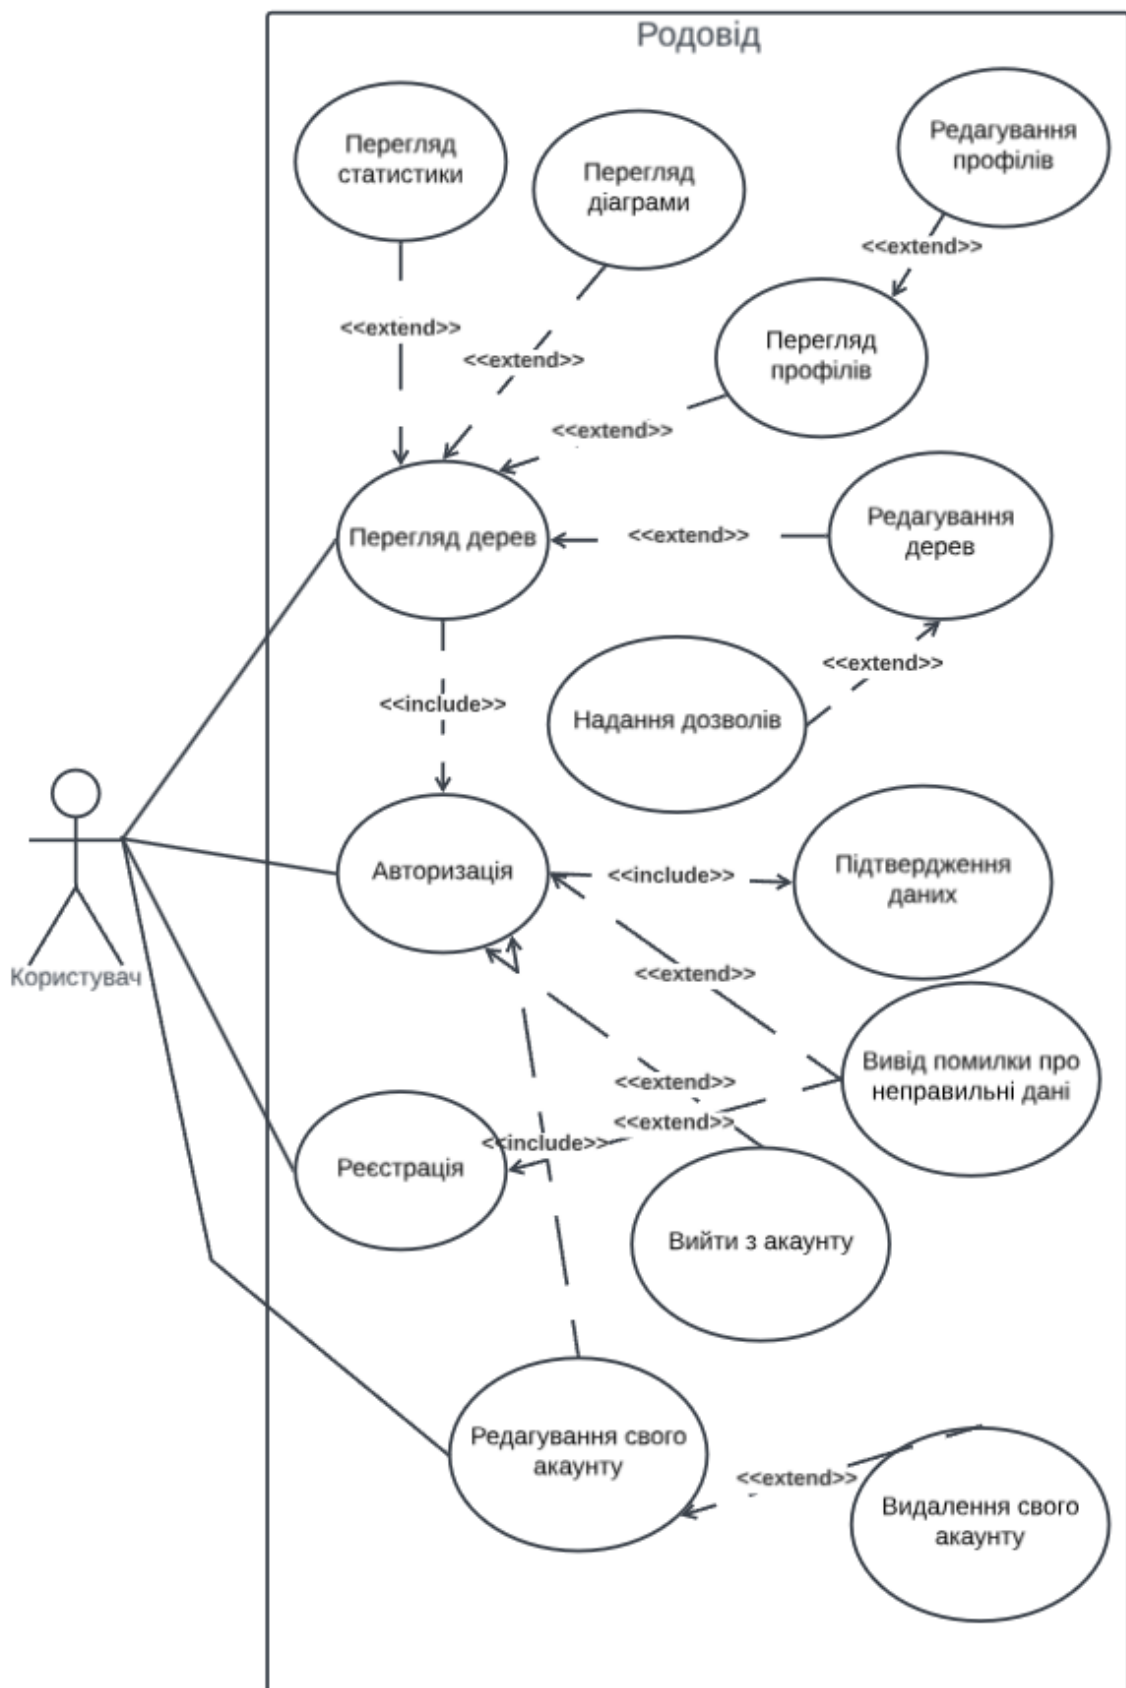 Родовід
Перегляд
статистики
Перегляд
діаграми
Редагування
профілів
<<extend>>
Перегляд
профілів
<<extend>>
<<extend>>
<<extend>>
Перегляд дерев
<<extend>>
Редагування
дерев
<<extend>>
<<include>>
Надання дозволів
Авторизація
<<include>>
Підтвердження
даних
Користувач
<<extend>>
Вивід помилки про
неправильні дані
<<extend>>
<<extend>>
<<include>>
Реєстрація
Вийти з акаунту
Редагування свого
акаунту
<<extend>>
Видалення свого
акаунту